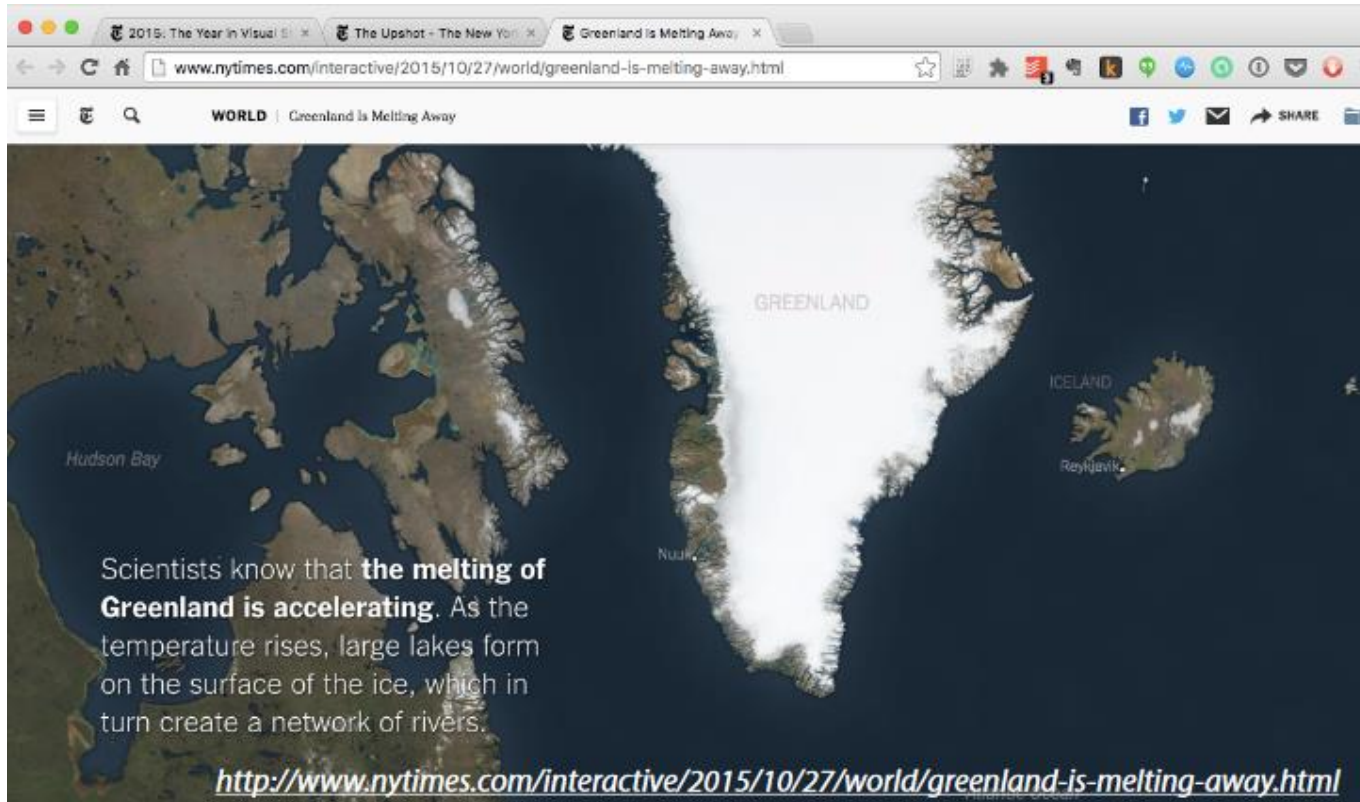 2015: The Year in Visual St
The Upshot - The New Yor
Greenland Is Melting Away
www.nytimes.com/interactive/2015/10/27/world/greenland-is-melting-away.html
WORLD | Greenland Is Melting Away
SHARE
GREENLAND
ICELAND
Hudson Bay
Reykjavik
Nuuk
Scientists know that the melting of
Greenland is accelerating. As the
temperature rises, large lakes form
on the surface of the ice, which in
turn create a network of rivers.
http://www.nytimes.com/interactive/2015/10/27/world/greenland-is-melting-away.html
Atlantic Ocean